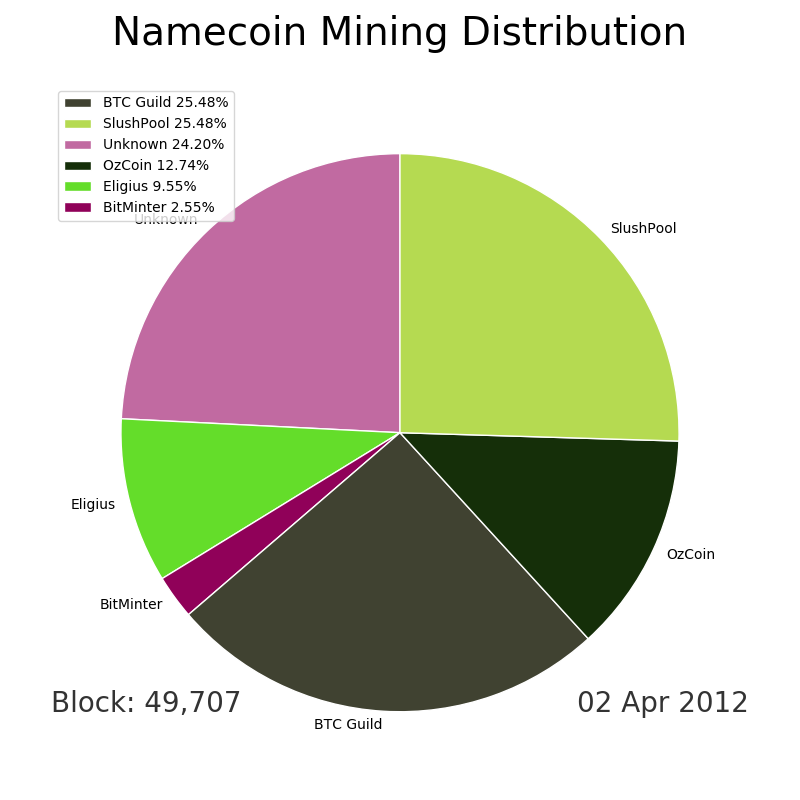 Namecoin Mining Distribution
BTC Guild 25.48%
SlushPool 25.48%
Unknown 24.20%
OzCoin 12.74%
Eligius 9.55%
BitMinter 2.55%
Unknown
SlushPool
Eligius
OzCoin
BitMinter
Block: 49,707
02 Apr 2012
BTC Guild